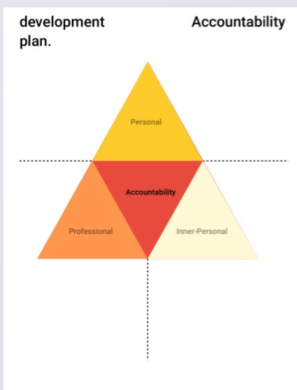 development
plan.
Accountability
Personal
Accountability
Professional
Inner-Personal